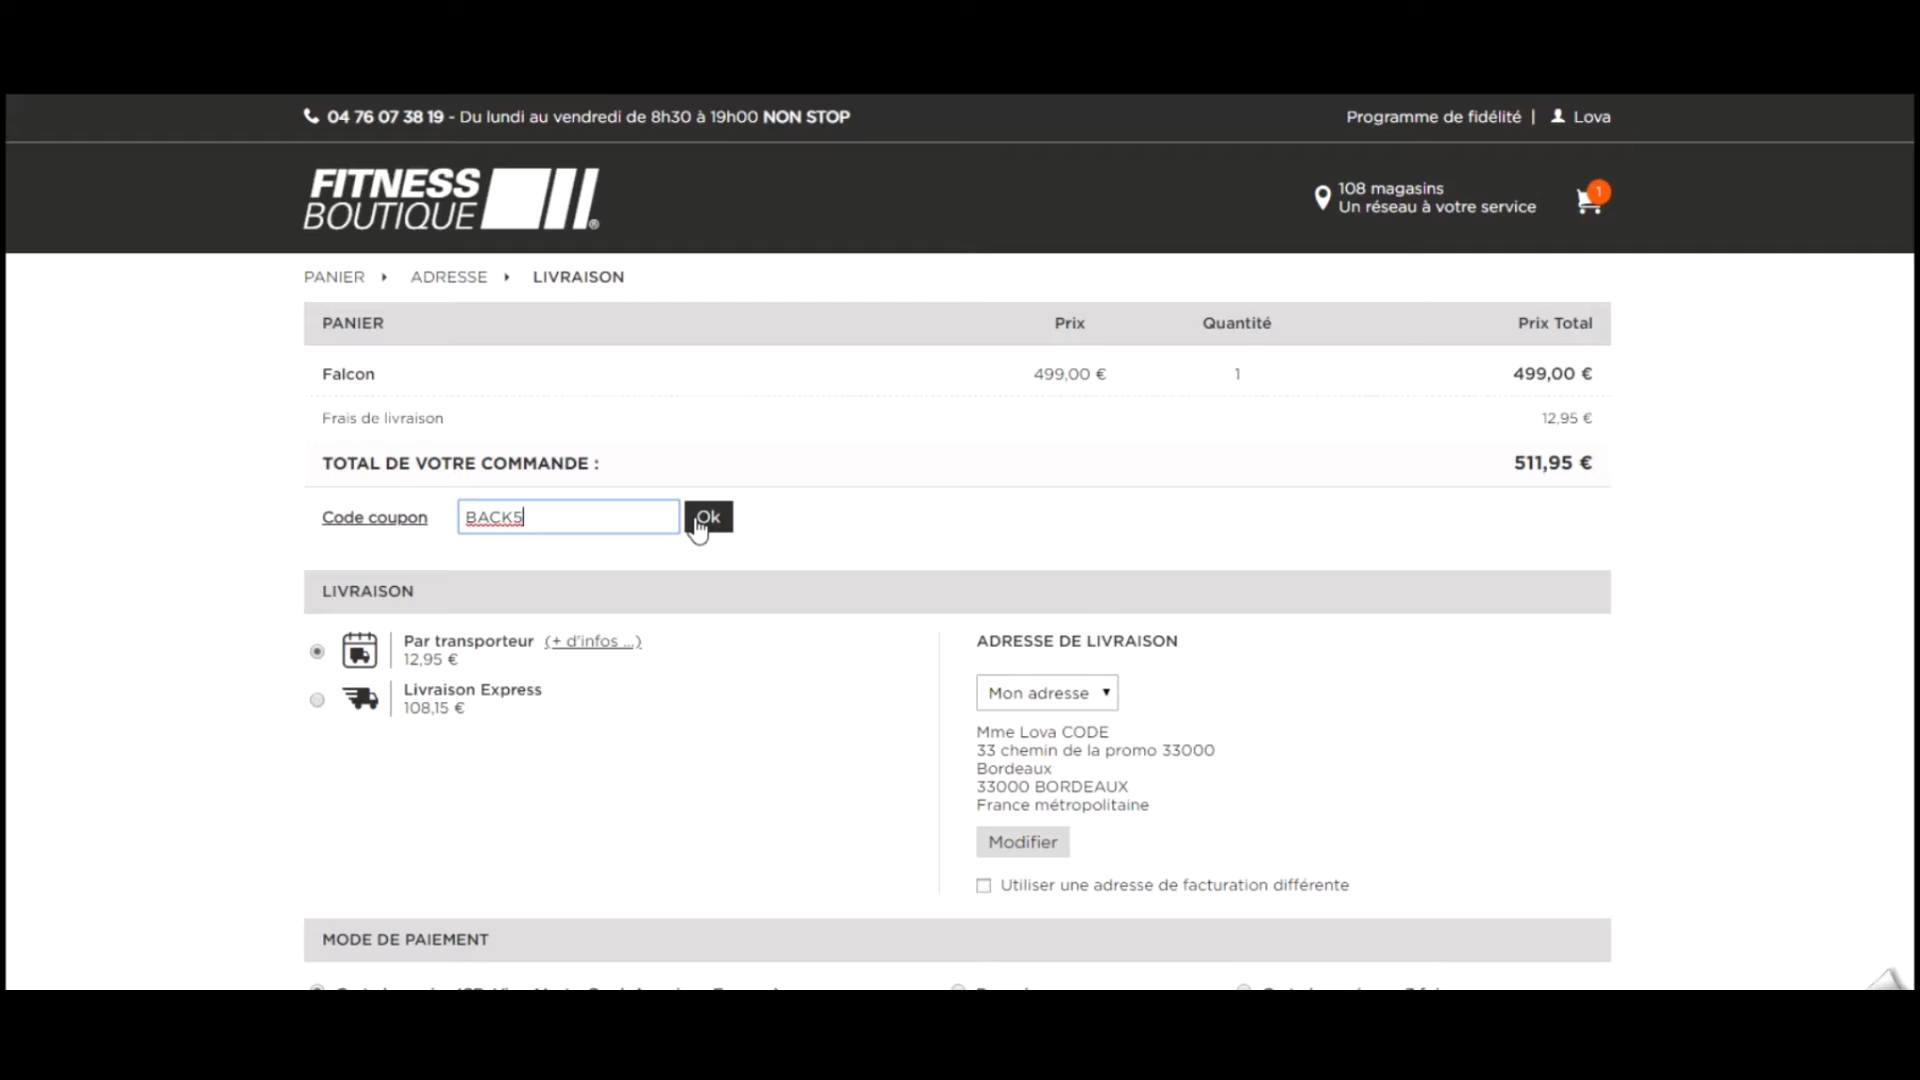 04 76 07 38 19 - Du lundi au vendredi de 8h30 à 19h00 NON STOP
Programme de fidélité | Lova
FITNESS
BOUTIQUE ®
108 magasins
Un réseau à votre service
1
PANIER ADRESSE LIVRAISON
PANIER Prix Quantité Prix Total
Falcon 499,00 € 1 499,00 €
Frais de livraison 12,95 €
TOTAL DE VOTRE COMMANDE : 511,95 €
Code coupon BACK5 Ok
LIVRAISON
Par transporteur (+ d'infos ...)
12,95 €
Livraison Express
108,15 €
ADRESSE DE LIVRAISON
Mon adresse
Mme Lova CODE
33 chemin de la promo 33000
Bordeaux
33000 BORDEAUX
France métropolitaine
Modifier
Utiliser une adresse de facturation différente
MODE DE PAIEMENT